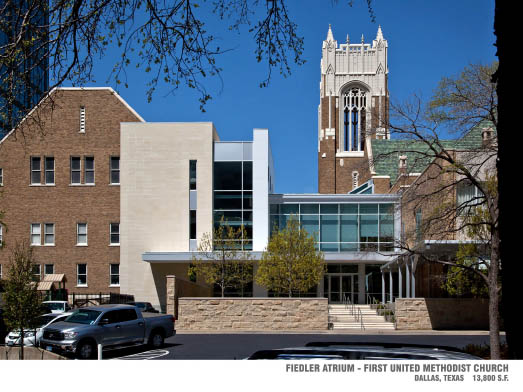 FIEDLER ATRIUM - FIRST UNITED METHODIST CHURCH
DALLAS, TEXAS 13,800 S.F.